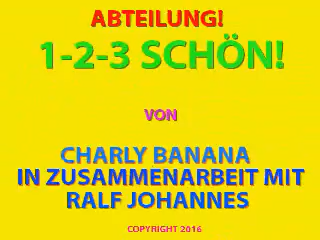 ABTEILUNG!
1-2-3 SCHÖN!
VON
CHARLY BANANA
IN ZUSAMMENARBEIT MIT
RALF JOHANNES
COPYRIGHT 2016